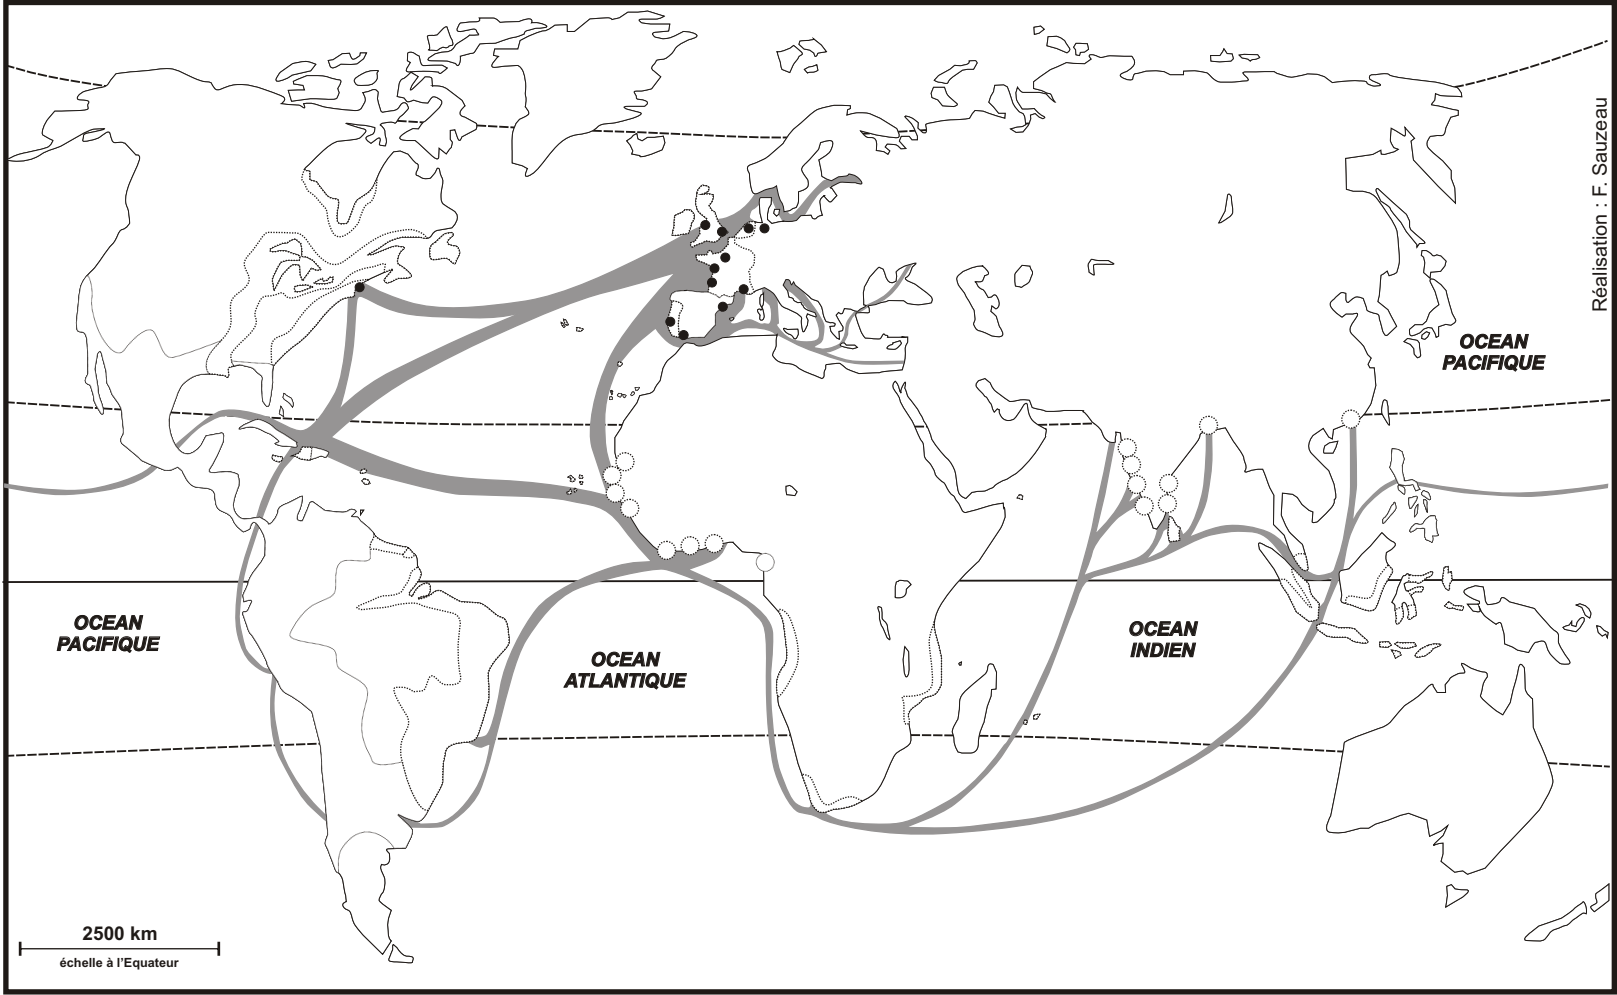 Réalisation : F. Sauzeau
OCEAN
PACIFIQUE
OCEAN
PACIFIQUE
OCEAN
ATLANTIQUE
OCEAN
INDIEN
2500 km
échelle à l'Equateur